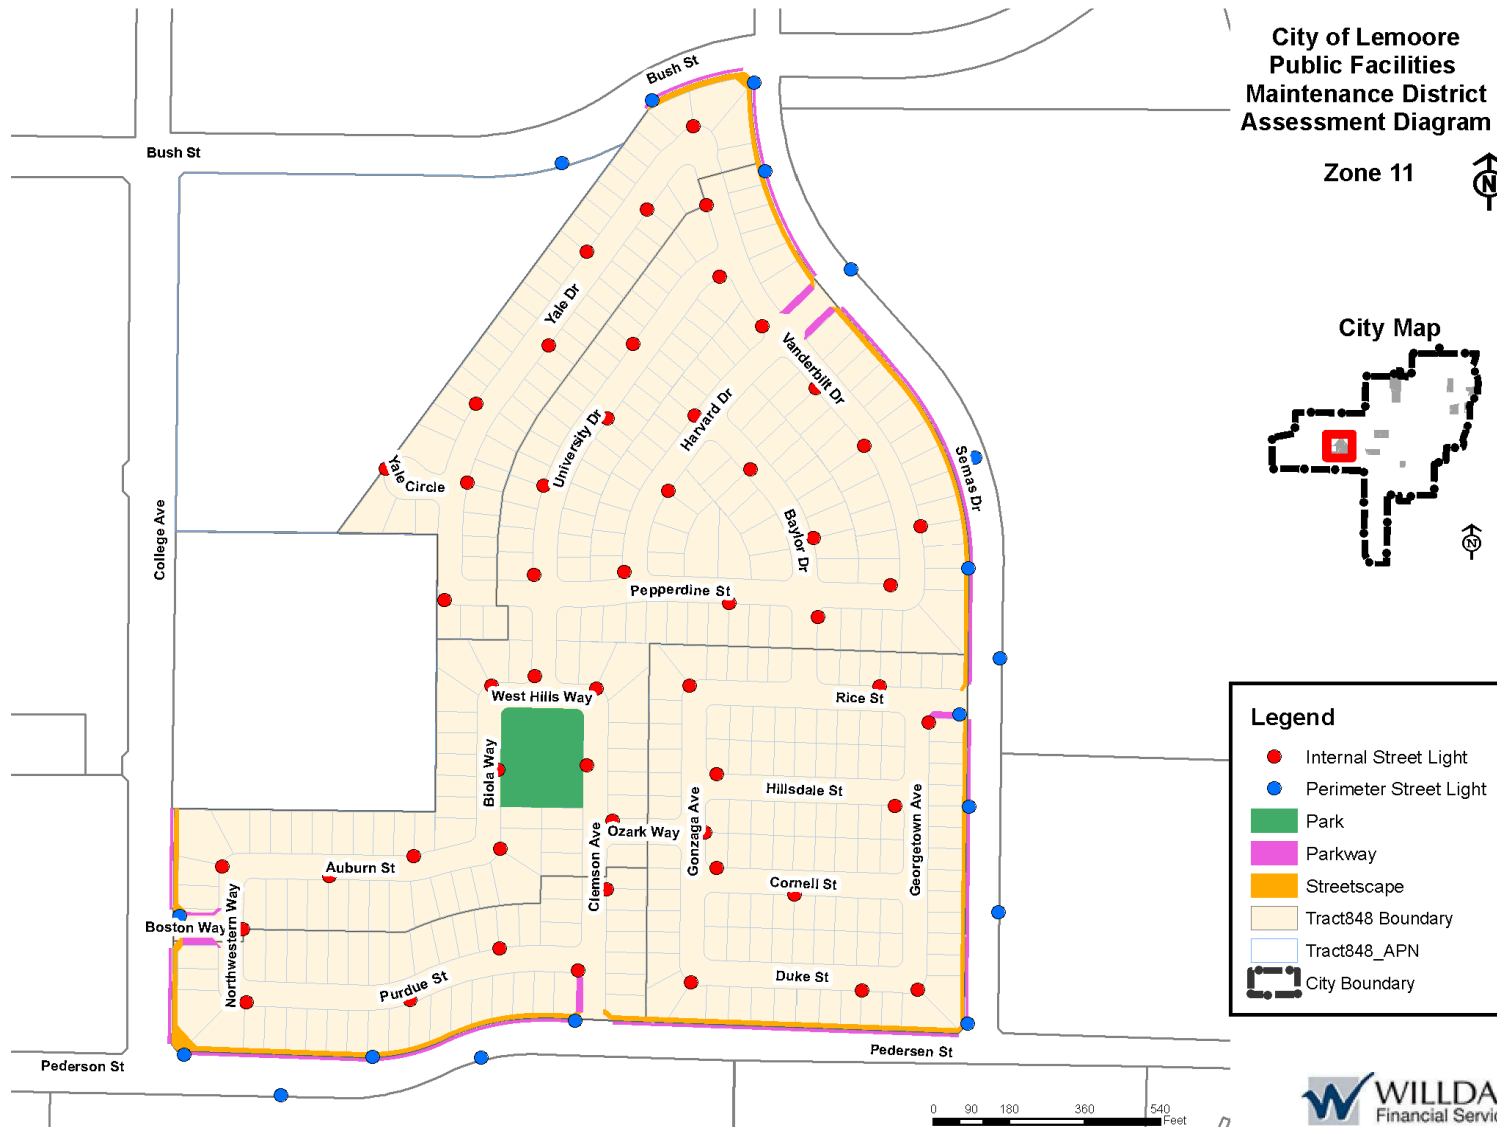 City of Lemoore
Public Facilities
Maintenance District
Assessment Diagram
Zone 11
N
Bush St
Bush St
Yale Dr
Vanderbilt Dr
Harvard Dr
University Dr
Yale
Circle
Semas Dr
Baylor Dr
College Ave
Pepperdine St
West Hills Way
Rice St
Biola Way
Hillsdale St
Gonzaga Ave
Georgetown Ave
Ozark Way
Clemson Ave
Auburn St
Cornell St
Northwestern Way
Boston Way
Purdue St
Duke St
Pederson St
Pedersen St
City Map
N
Legend
Internal Street Light
Perimeter Street Light
Park
Parkway
Streetscape
Tract848 Boundary
Tract848_APN
City Boundary
0 90 180 360 540
Feet
WILLDA
Financial Servic